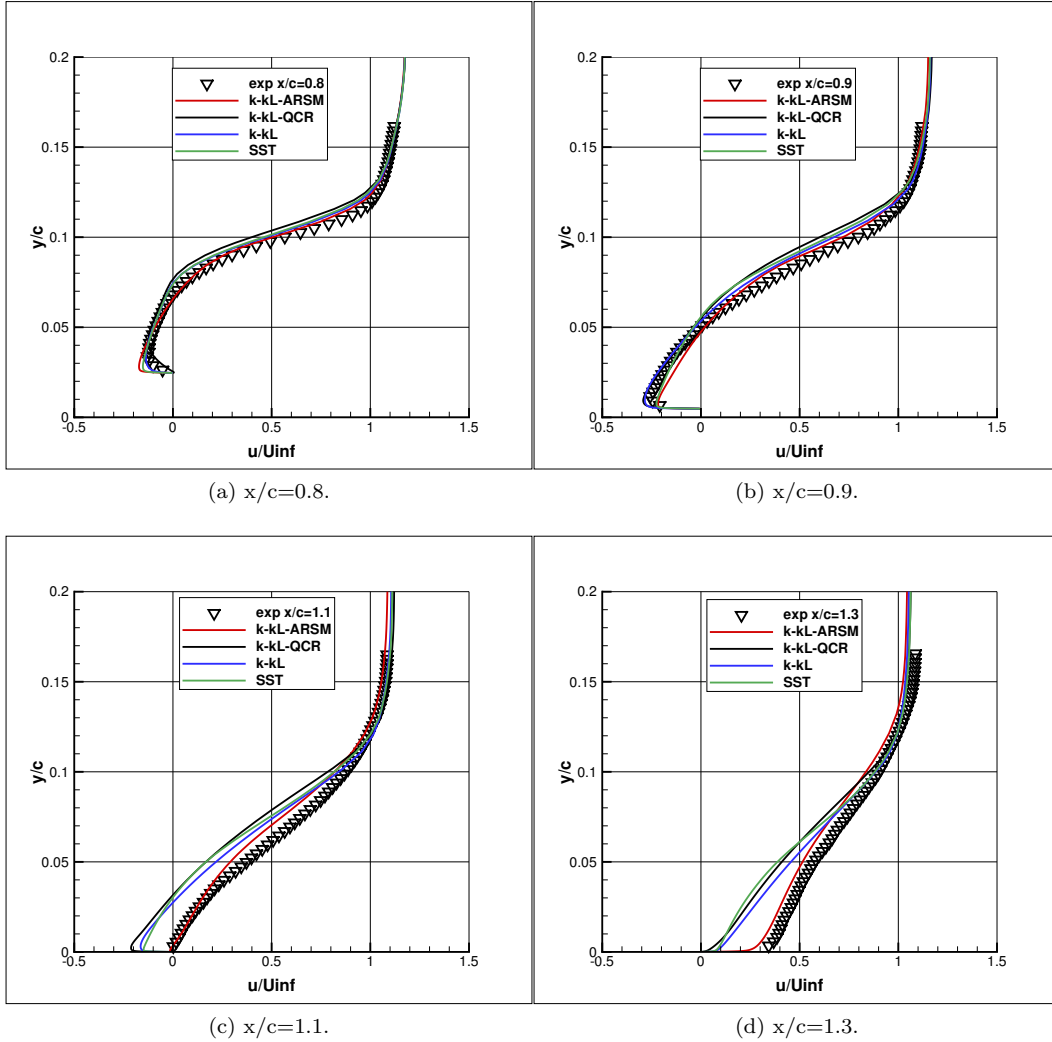 0.2
exp x/c=0.8
k-kL-ARSM
k-kL-QCR
k-kL
SST
0.15
y/c
0.1
0.05
0
-0.5 0 0.5 1 1.5
u/Uinf
(a) x/c=0.8.
0.2
exp x/c=0.9
k-kL-ARSM
k-kL-QCR
k-kL
SST
0.15
y/c
0.1
0.05
0
-0.5 0 0.5 1 1.5
u/Uinf
(b) x/c=0.9.
0.2
exp x/c=1.1
k-kL-ARSM
k-kL-QCR
k-kL
SST
0.15
y/c
0.1
0.05
0
-0.5 0 0.5 1 1.5
u/Uinf
(c) x/c=1.1.
0.2
exp x/c=1.3
k-kL-ARSM
k-kL-QCR
k-kL
SST
0.15
y/c
0.1
0.05
0
-0.5 0 0.5 1 1.5
u/Uinf
(d) x/c=1.3.